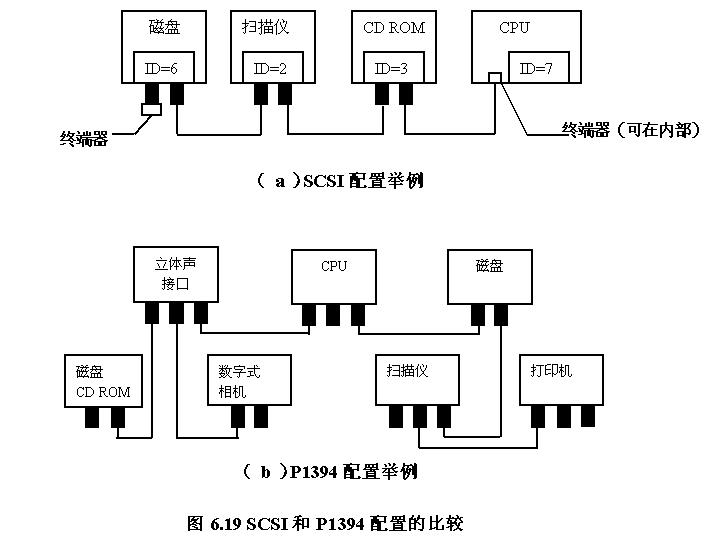 磁盘 扫描仪 CD ROM CPU
ID=6 ID=2 ID=3 ID=7
终端器 终端器（可在内部）
（ a ）SCSI 配置举例
立体声
接口
CPU
磁盘
磁盘
CD ROM
数字式
相机
扫描仪
打印机
（ b ）P1394 配置举例
图 6.19 SCSI 和 P1394 配置的比较